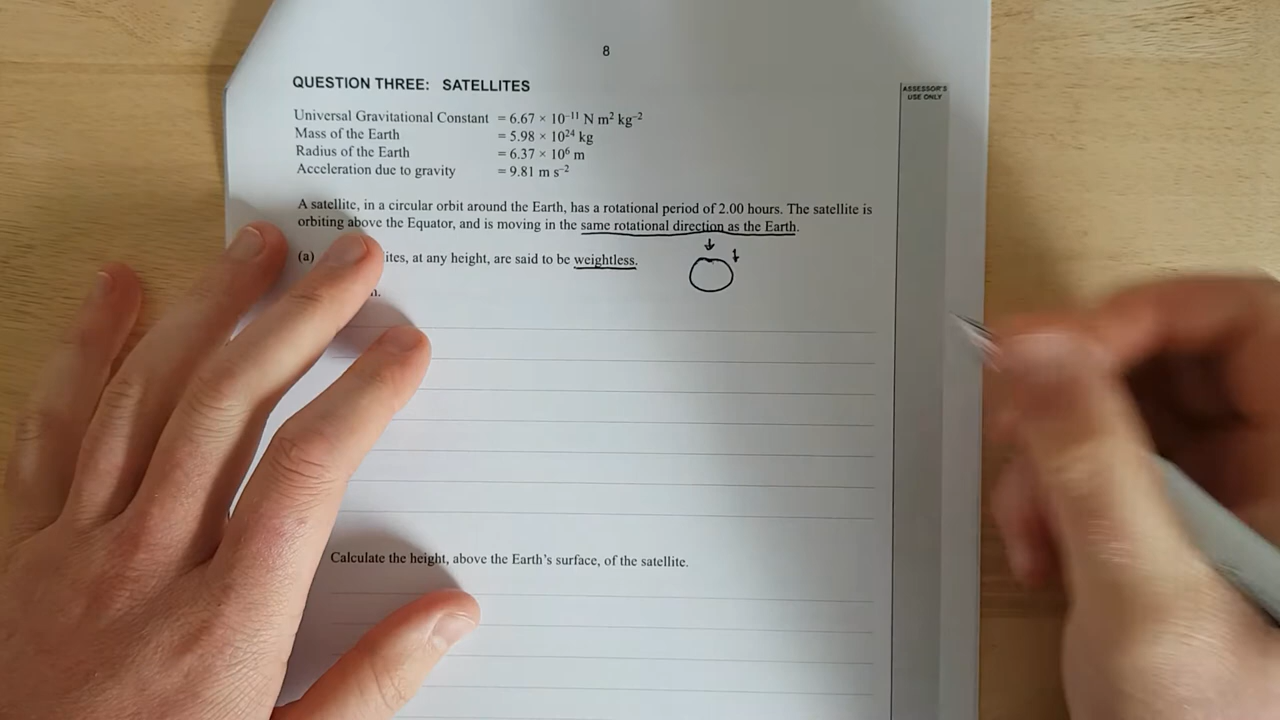 8
QUESTION THREE: SATELLITES
ASSESSOR'S
USE ONLY
Universal Gravitational Constant = 6.67 × 10⁻¹¹ N m² kg⁻²
Mass of the Earth = 5.98 × 10²⁴ kg
Radius of the Earth = 6.37 × 10⁶ m
Acceleration due to gravity = 9.81 m s⁻²
A satellite, in a circular orbit around the Earth, has a rotational period of 2.00 hours. The satellite is
orbiting above the Equator, and is moving in the same rotational direction as the Earth.
(a) ites, at any height, are said to be weightless.
n.
Calculate the height, above the Earth's surface, of the satellite.